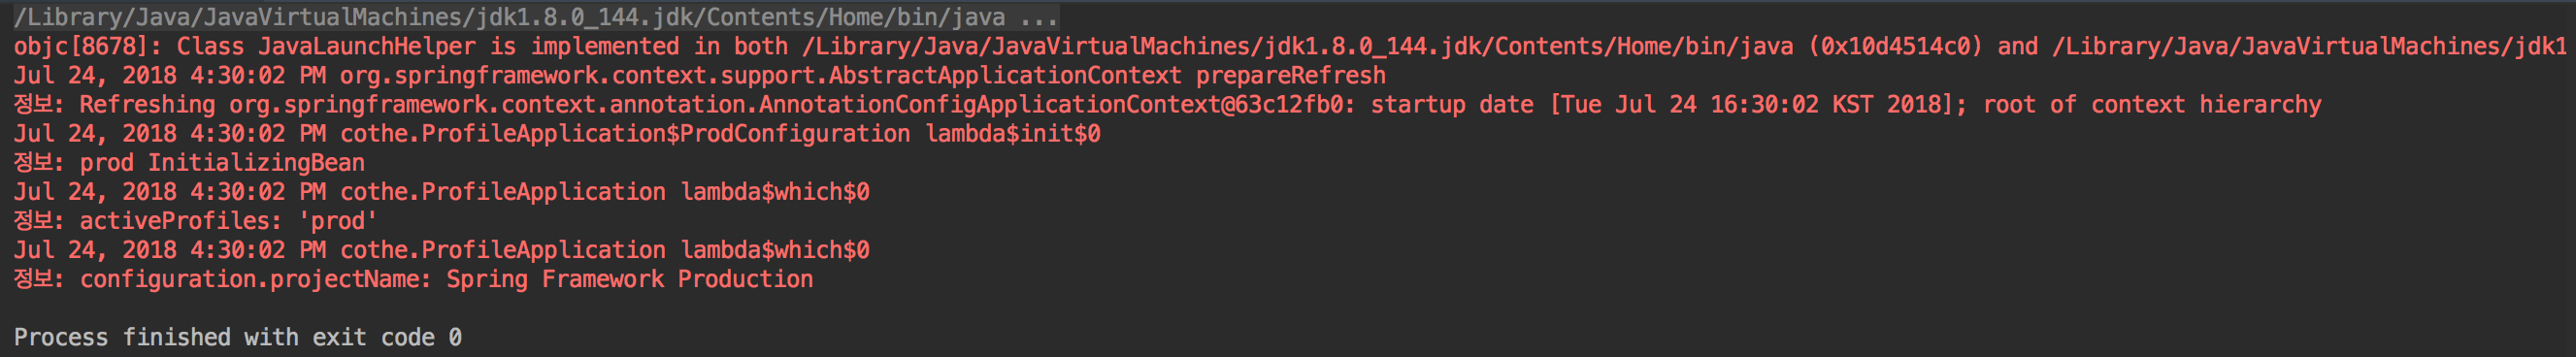 /Library/Java/JavaVirtualMachines/jdk1.8.0_144.jdk/Contents/Home/bin/java ...
objc[8678]: Class JavaLaunchHelper is implemented in both /Library/Java/JavaVirtualMachines/jdk1.8.0_144.jdk/Contents/Home/bin/java (0x10d4514c0) and /Library/Java/JavaVirtualMachines/jdk1
Jul 24, 2018 4:30:02 PM org.springframework.context.support.AbstractApplicationContext prepareRefresh
정보: Refreshing org.springframework.context.annotation.AnnotationConfigApplicationContext@63c12fb0: startup date [Tue Jul 24 16:30:02 KST 2018]; root of context hierarchy
Jul 24, 2018 4:30:02 PM cothe.ProfileApplication$ProdConfiguration lambda$init$0
정보: prod InitializingBean
Jul 24, 2018 4:30:02 PM cothe.ProfileApplication lambda$which$0
정보: activeProfiles: 'prod'
Jul 24, 2018 4:30:02 PM cothe.ProfileApplication lambda$which$0
정보: configuration.projectName: Spring Framework Production
Process finished with exit code 0